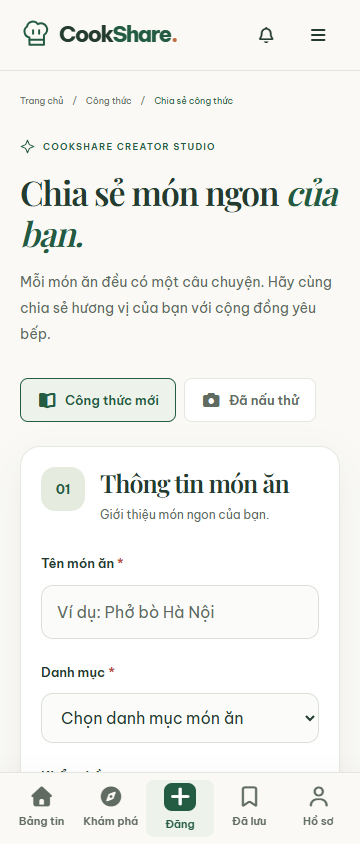 CookShare.
Trang chủ / Công thức / Chia sẻ công thức
COOKSHARE CREATOR STUDIO
Chia sẻ món ngon của
bạn.
Mỗi món ăn đều có một câu chuyện. Hãy cùng
chia sẻ hương vị của bạn với cộng đồng yêu
bếp.
Công thức mới
Đã nấu thử
01
Thông tin món ăn
Giới thiệu món ngon của bạn.
Tên món ăn *
Ví dụ: Phở bò Hà Nội
Danh mục *
Chọn danh mục món ăn
Bảng tin
Khám phá
Đăng
Đã lưu
Hồ sơ